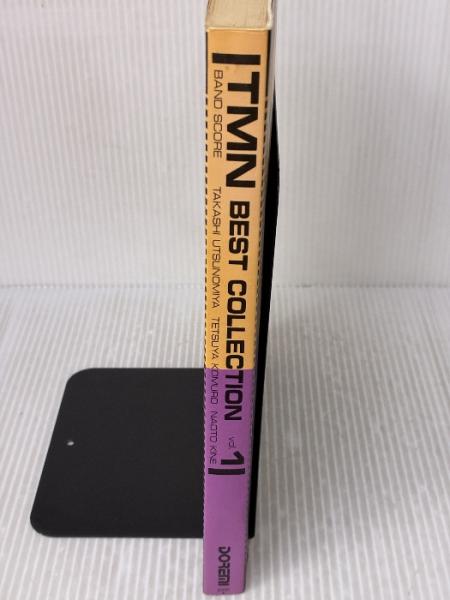 TMN BEST COLLECTION vol. 1
BAND SCORE TAKASHI UTSUNOMIYA TETSUYA KOMURO NAOTO KINE
DOREMI